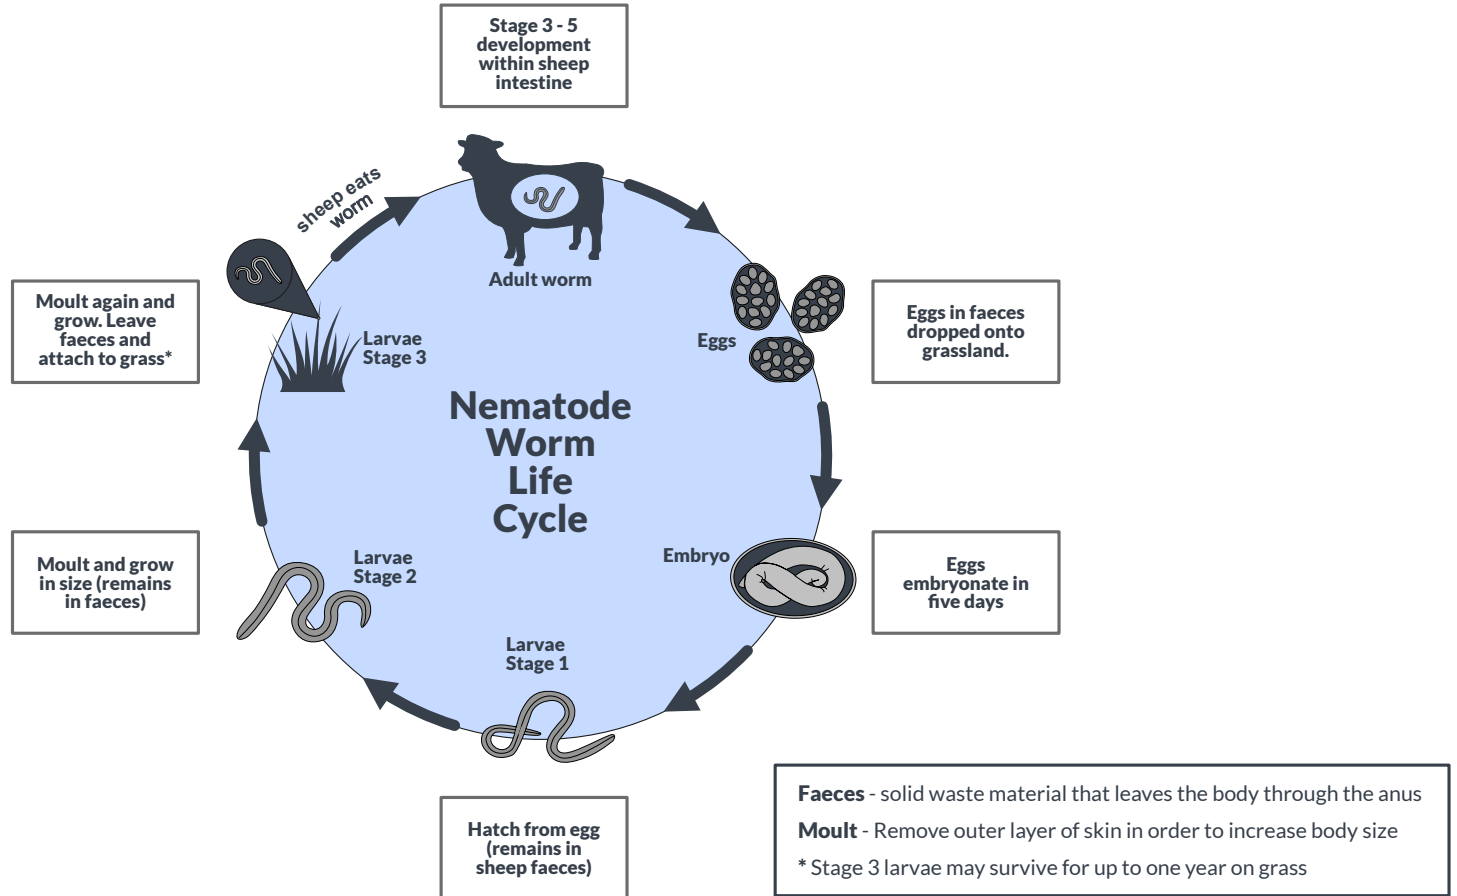 Stage 3 - 5
development
within sheep
intestine
sheep eats
worm
Adult worm
Moult again and
grow. Leave
faeces and
attach to grass*
Larvae
Stage 3
Eggs
Eggs in faeces
dropped onto
grassland.
Nematode
Worm
Life
Cycle
Moult and grow
in size (remains
in faeces)
Larvae
Stage 2
Embryo
Eggs
embryonate in
five days
Larvae
Stage 1
Hatch from egg
(remains in
sheep faeces)
Faeces - solid waste material that leaves the body through the anus
Moult - Remove outer layer of skin in order to increase body size
* Stage 3 larvae may survive for up to one year on grass